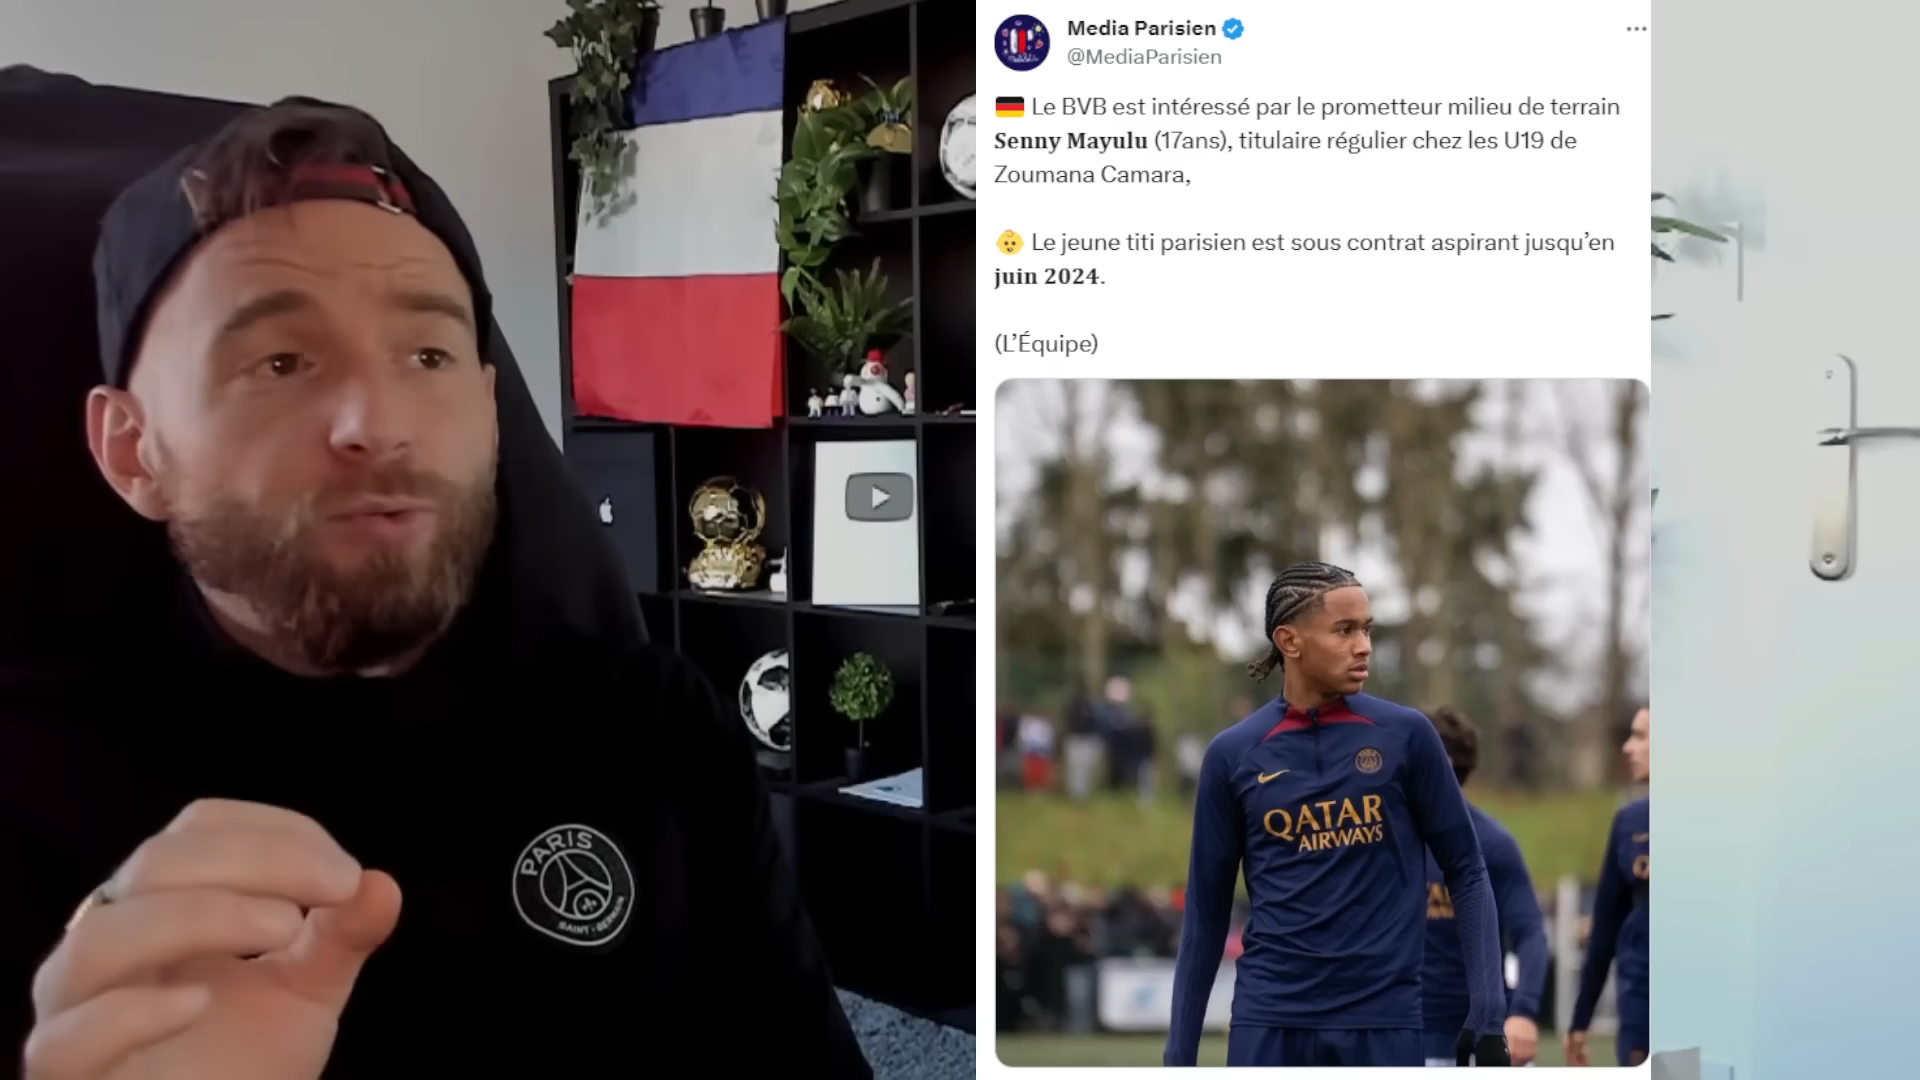 Media Parisien
@MediaParisien
Le BVB est intéressé par le prometteur milieu de terrain
Senny Mayulu (17ans), titulaire régulier chez les U19 de
Zoumana Camara,
Le jeune titi parisien est sous contrat aspirant jusqu’en
juin 2024.
(L’Équipe)
QATAR
AIRWAYS
PARIS
SAINT-GERMAIN